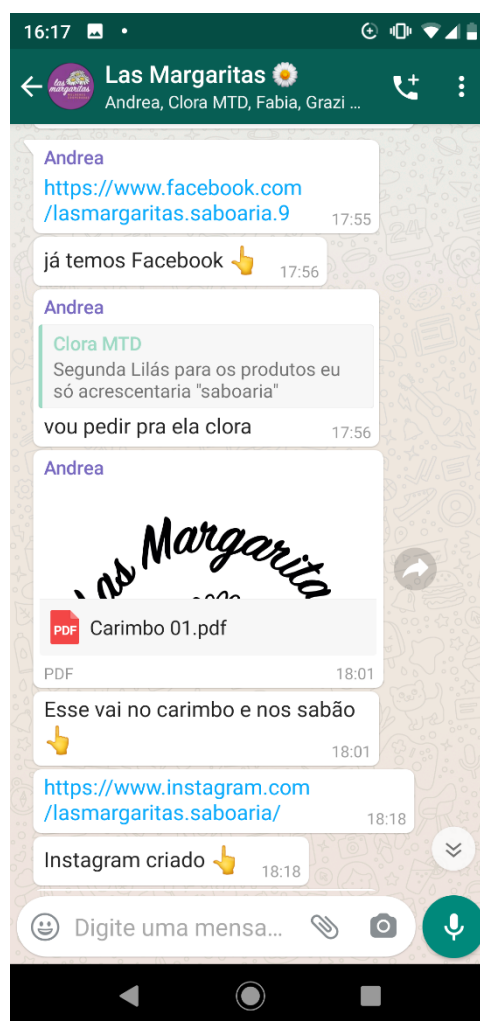 16:17
Las Margaritas
Andrea, Clora MTD, Fabia, Grazi ...
Andrea
https://www.facebook.com
/lasmargaritas.saboaria.9
17:55
já temos Facebook
17:56
Andrea
Clora MTD
Segunda Lilás para os produtos eu
só acrescentaria "saboaria"
vou pedir pra ela clora
17:56
Andrea
Las Margarita
PDF
Carimbo 01.pdf
PDF
18:01
Esse vai no carimbo e nos sabão
18:01
https://www.instagram.com
/lasmargaritas.saboaria/
18:18
Instagram criado
18:18
Digite uma mensa...